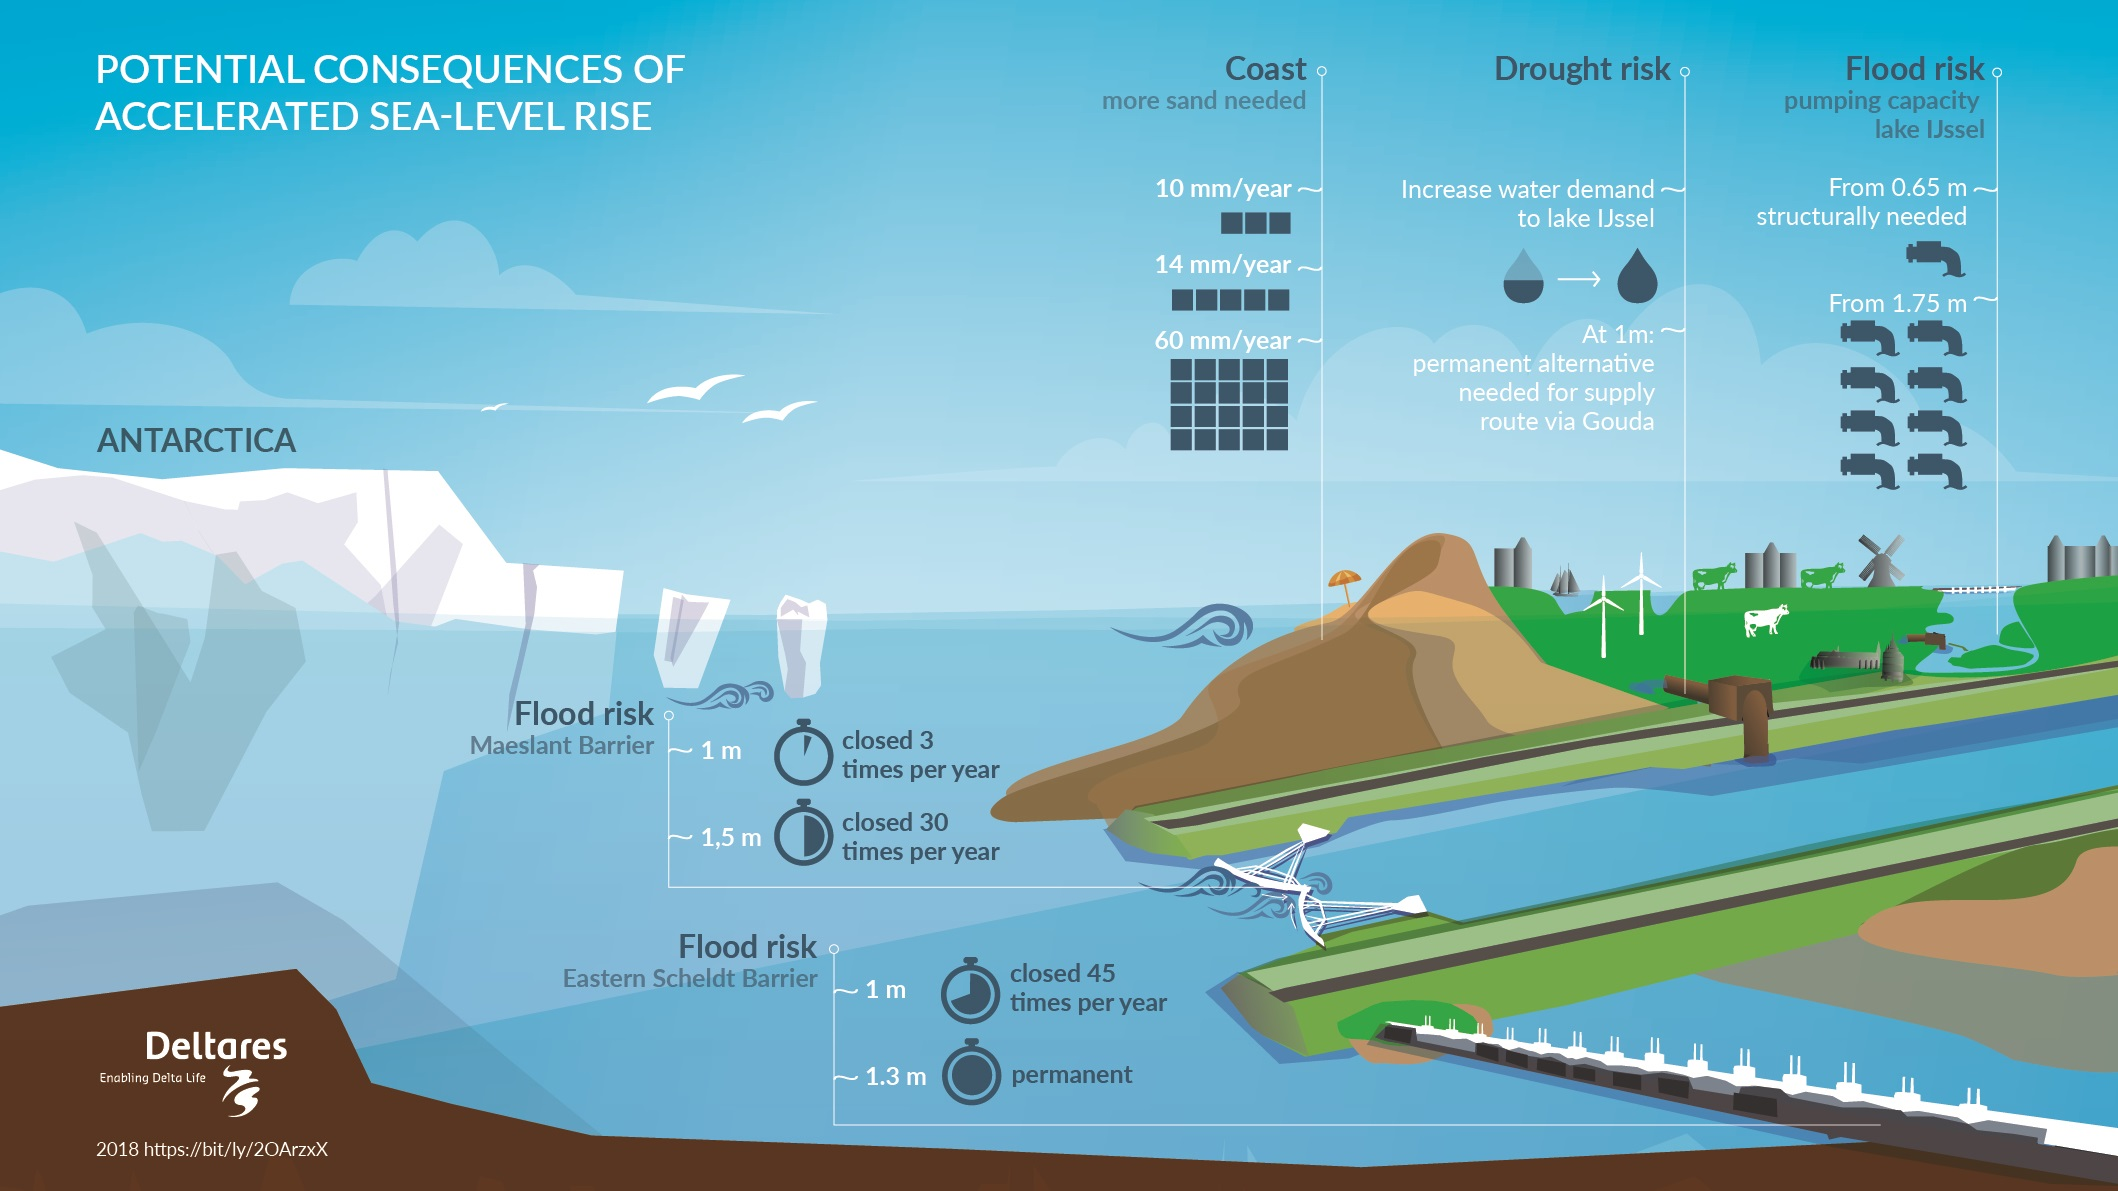 POTENTIAL CONSEQUENCES OF
ACCELERATED SEA-LEVEL RISE
Coast
more sand needed
10 mm/year
14 mm/year
60 mm/year
Drought risk
Increase water demand
to lake IJssel
At 1m:
permanent alternative
needed for supply
route via Gouda
Flood risk
pumping capacity
lake IJssel
From 0.65 m
structurally needed
From 1.75 m
ANTARCTICA
Flood risk
Maeslant Barrier
1 m
closed 3
times per year
1,5 m
closed 30
times per year
Flood risk
Eastern Scheldt Barrier
1 m
closed 45
times per year
1.3 m
permanent
Deltares
Enabling Delta Life
2018 https://bit/ly/2OArzxX